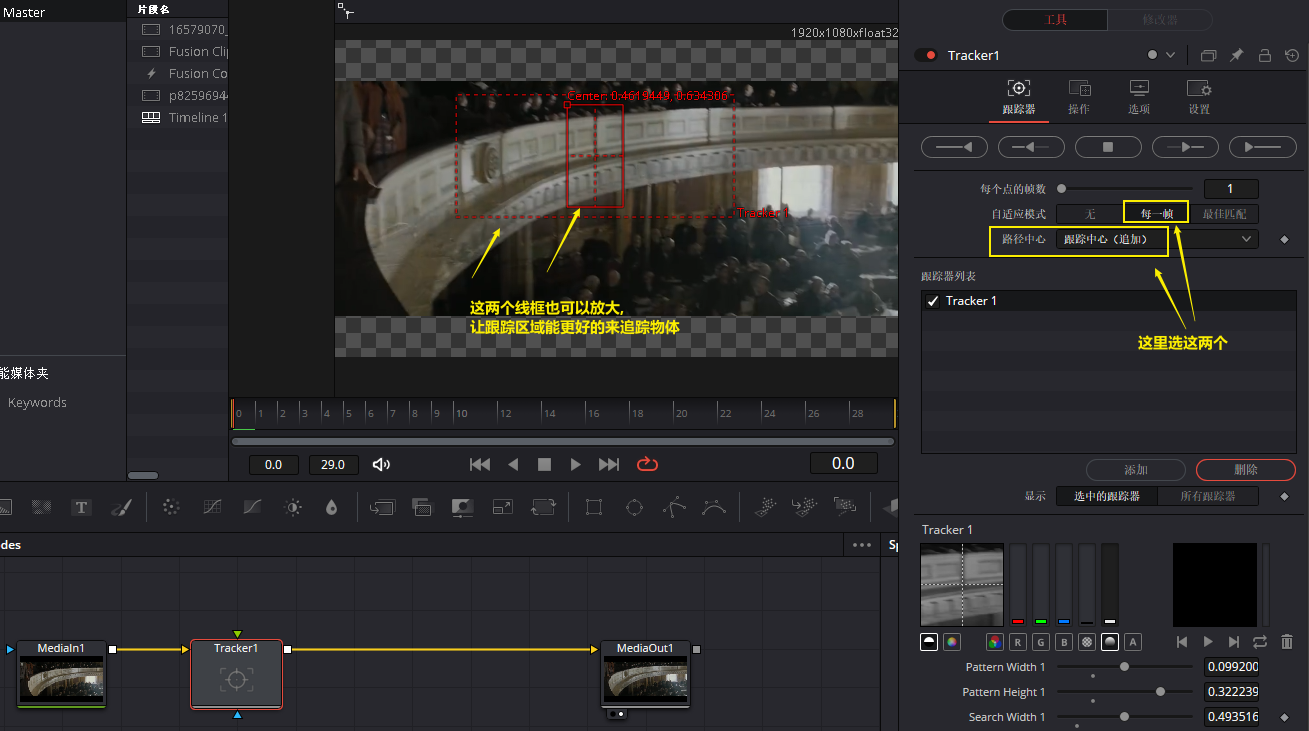 Master
片段名
16579070_
Fusion Clip
Fusion Co
p8259694
Timeline 1
能媒体夹
Keywords
1920x1080xfloat32
Center: 0.4619449, 0.634306
Tracker 1
这两个线框也可以放大,
让跟踪区域能更好的来追踪物体
0 1 2 3 4 5 6 7 8 9 10 12 14 16 18 20 22 24 26 28
0.0 29.0 0.0
T
des
Sp
MediaIn1
Tracker1
MediaOut1
工具 修改器
Tracker1
跟踪器 操作 选项 设置
每个点的帧数 1
自适应模式 无 每一帧 最佳匹配
路径中心 跟踪中心（追加）
跟踪器列表
Tracker 1
这里选这两个
添加 删除
显示 选中的跟踪器 所有跟踪器
Tracker 1
R G B A
Pattern Width 1 0.099200
Pattern Height 1 0.322239
Search Width 1 0.493516